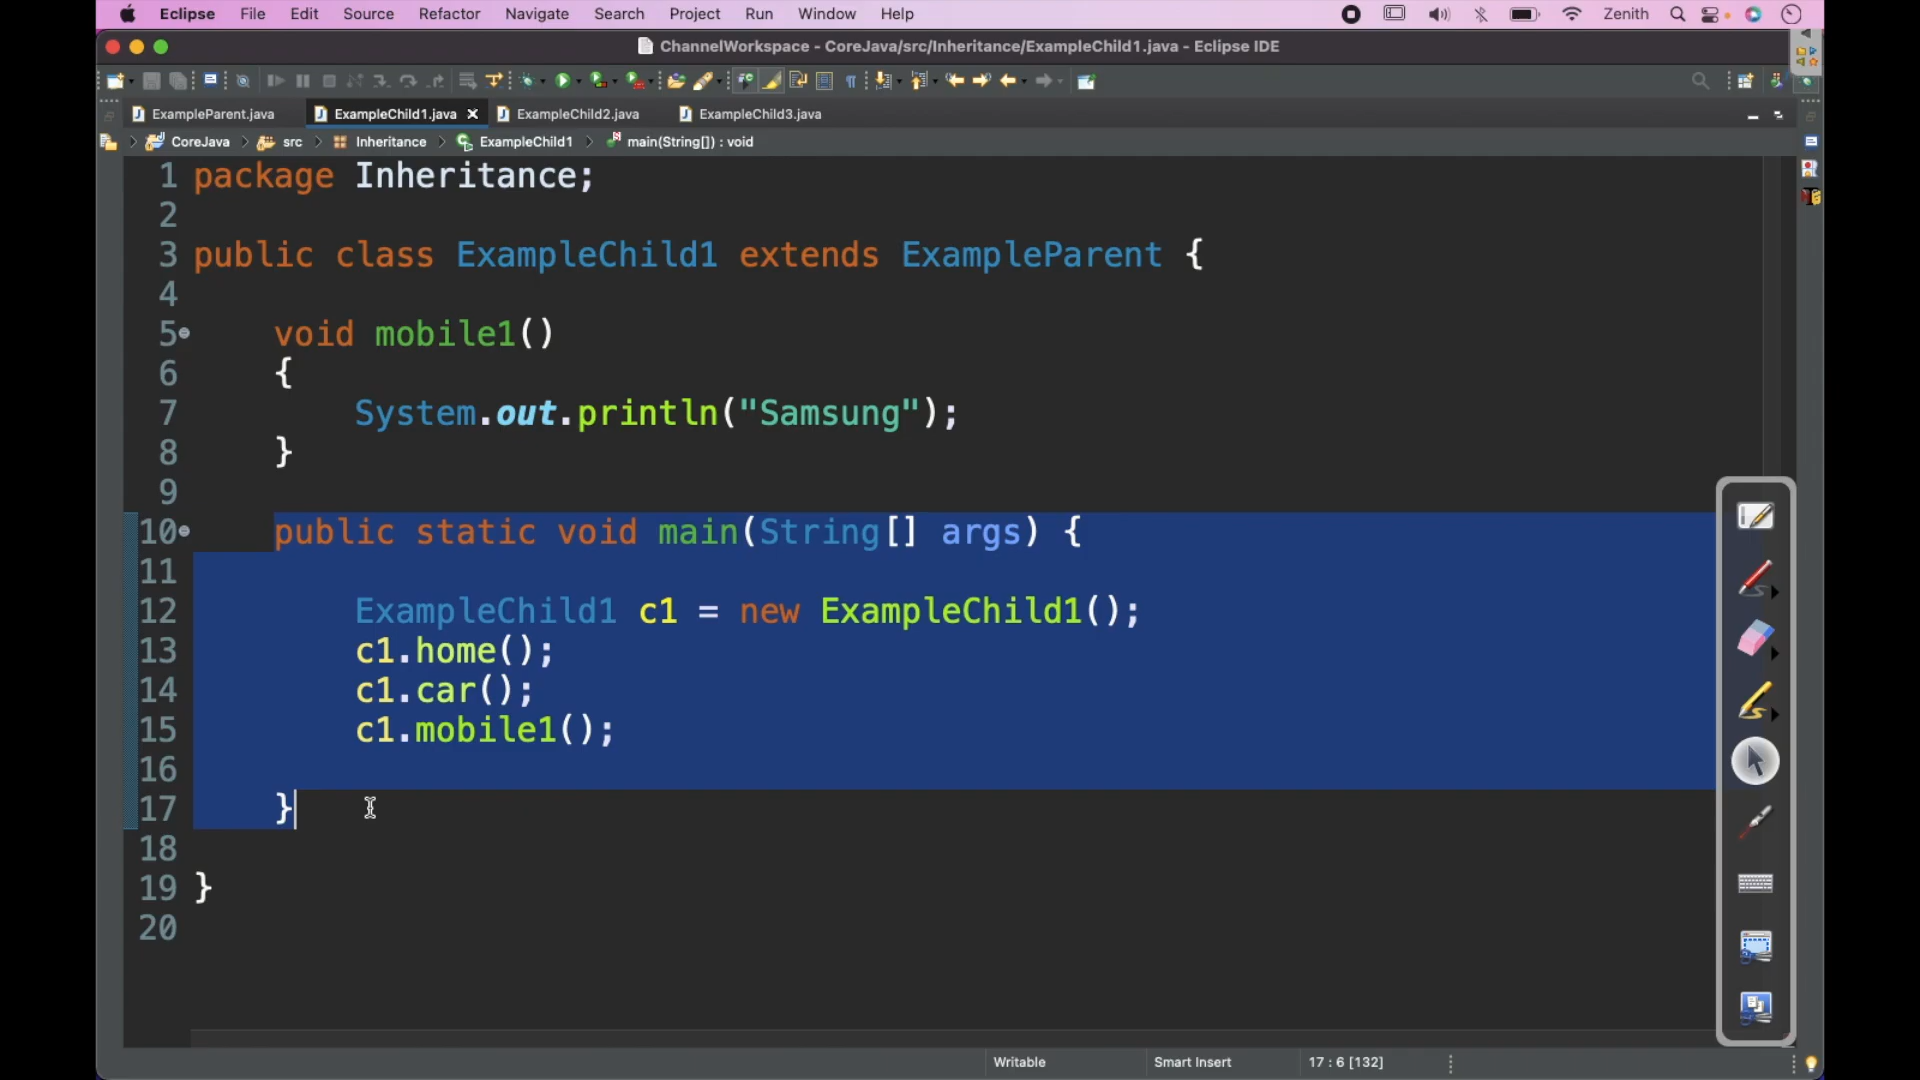 Eclipse File Edit Source Refactor Navigate Search Project Run Window Help Zenith
ChannelWorkspace - CoreJava/src/Inheritance/ExampleChild1.java - Eclipse IDE
ExampleParent.java ExampleChild1.java ExampleChild2.java ExampleChild3.java
CoreJava src Inheritance ExampleChild1 main(String[]) : void
1 package Inheritance;
2
3 public class ExampleChild1 extends ExampleParent {
4
5 void mobile1()
6 {
7 System.out.println("Samsung");
8 }
9
10 public static void main(String[] args) {
11
12 ExampleChild1 c1 = new ExampleChild1();
13 c1.home();
14 c1.car();
15 c1.mobile1();
16
17 }
18
19 }
20
Writable Smart Insert 17 : 6 [132]